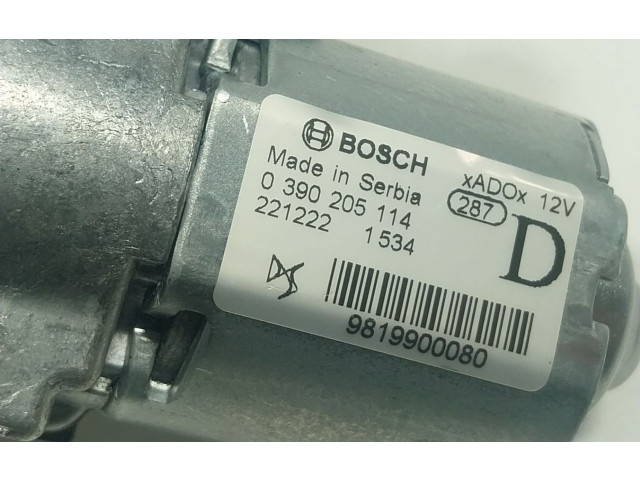 BOSCH
Made in Serbia xADOx 12V
0 390 205 114 287
221222 1534 D
9819900080